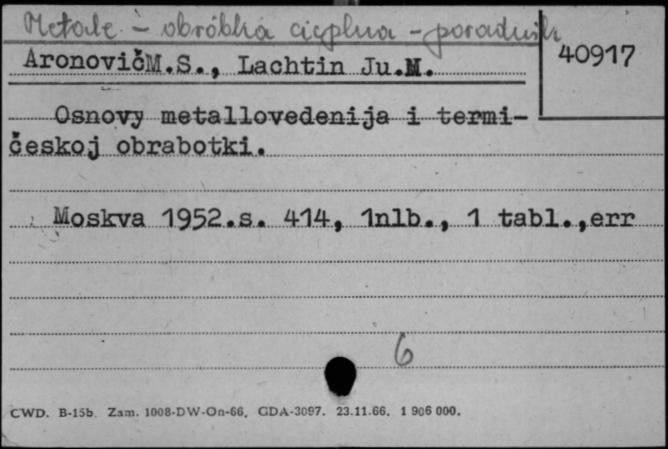 Metale - obróbka cieplna - poradnik
40917
AronovičM.S., Lachtin Ju.M.
Osnovy metallovedenija i termi-
českoj obrabotki.
Moskva 1952.s. 414, 1nlb., 1 tabl.,err
6
CWD. B-15b. Zam. 1008-DW-On-66. GDA-3097. 23.11.66. 1 906 000.